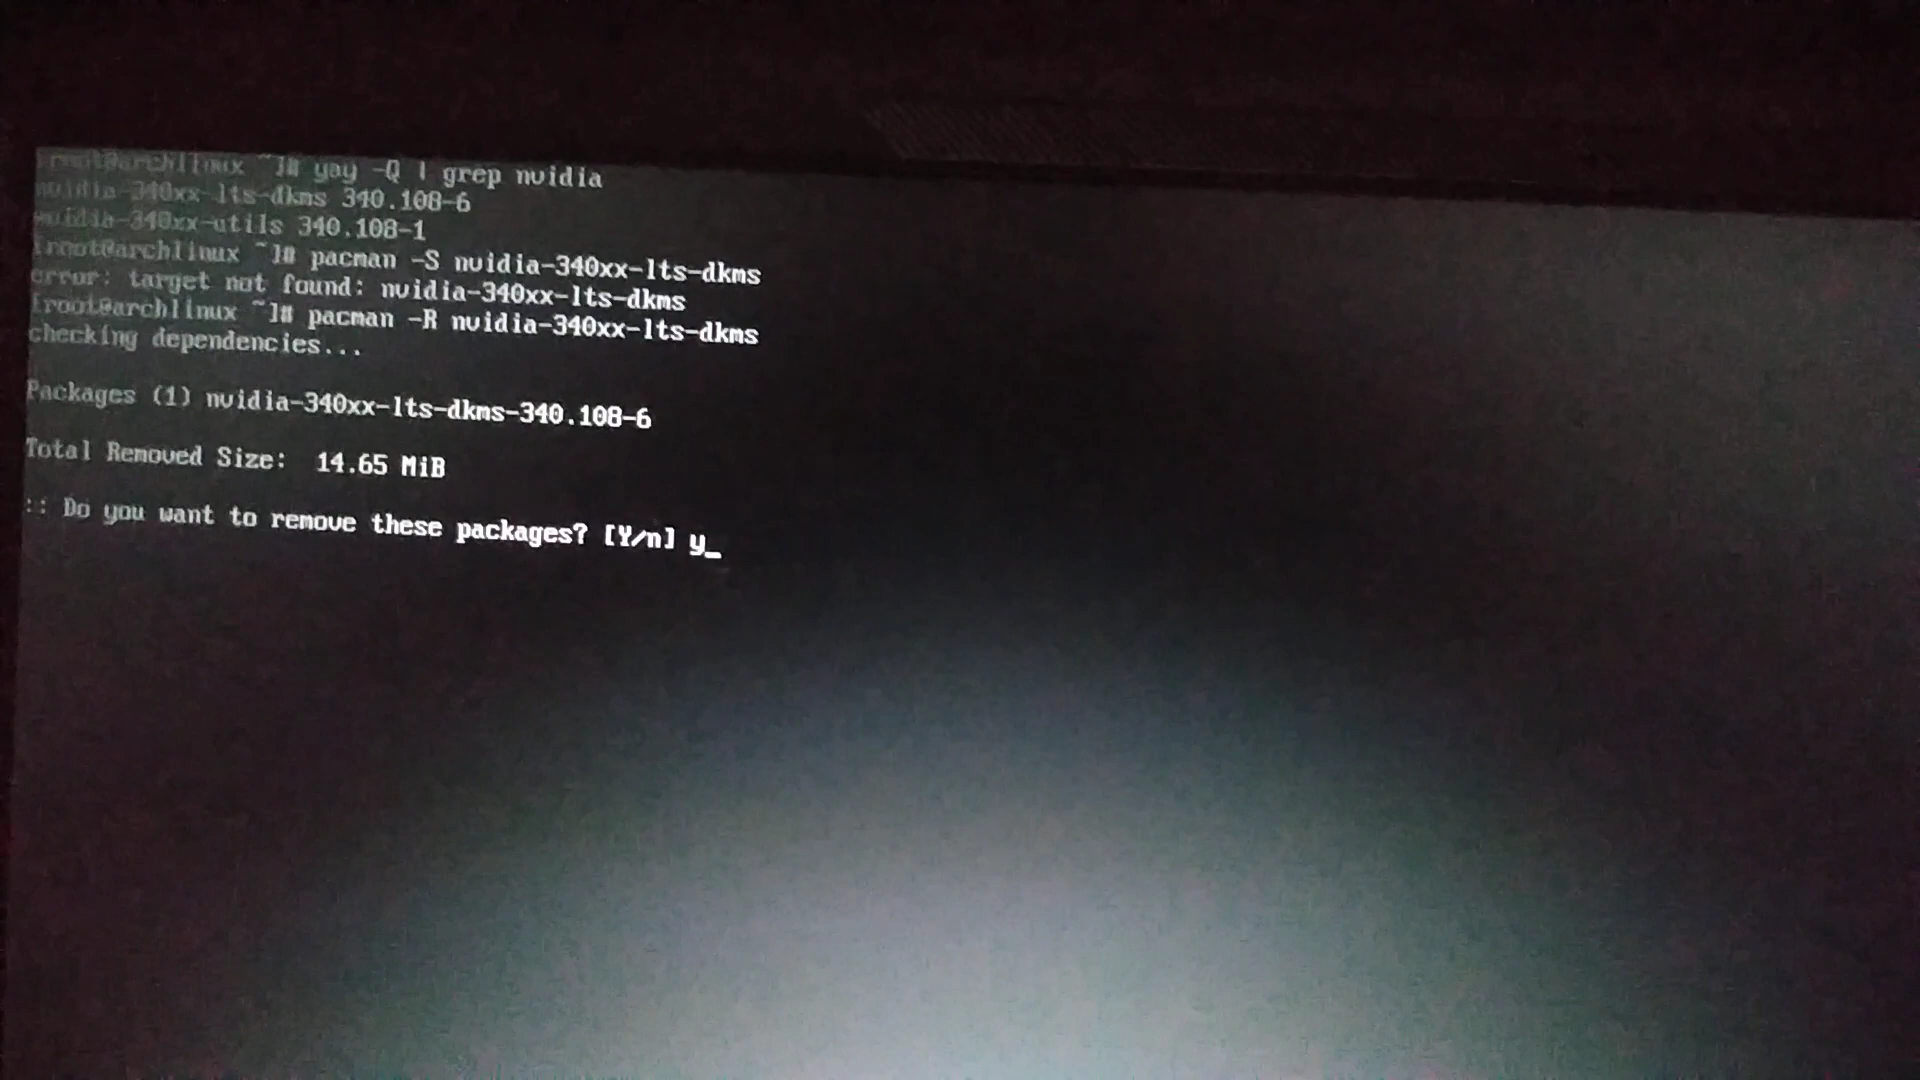 [root@archlinux ~]# yay -Q | grep nvidia
nvidia-340xx-lts-dkms 340.108-6
nvidia-340xx-utils 340.108-1
[root@archlinux ~]# pacman -S nvidia-340xx-lts-dkms
error: target not found: nvidia-340xx-lts-dkms
[root@archlinux ~]# pacman -R nvidia-340xx-lts-dkms
checking dependencies...
Packages (1) nvidia-340xx-lts-dkms-340.108-6
Total Removed Size:  14.65 MiB
:: Do you want to remove these packages? [Y/n] y_